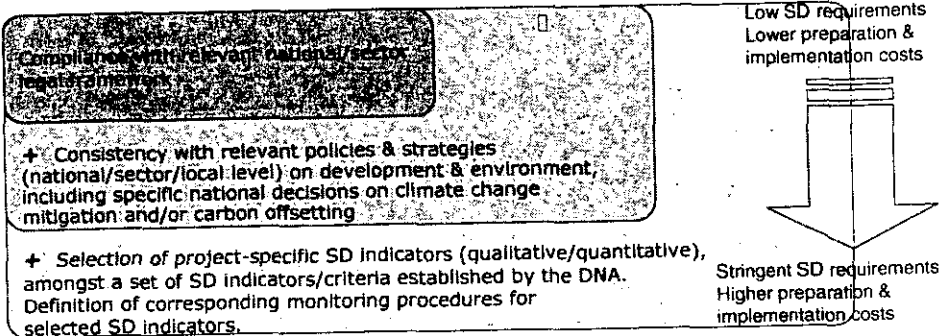 Compliance with relevant national/sector
legal framework
+ Consistency with relevant policies & strategies
(national/sector/local level) on development & environment,
including specific national decisions on climate change
mitigation and/or carbon offsetting
+ Selection of project-specific SD indicators (qualitative/quantitative),
amongst a set of SD indicators/criteria established by the DNA.
Definition of corresponding monitoring procedures for
selected SD indicators.
Low SD requirements
Lower preparation &
implementation costs
Stringent SD requirements
Higher preparation &
implementation costs